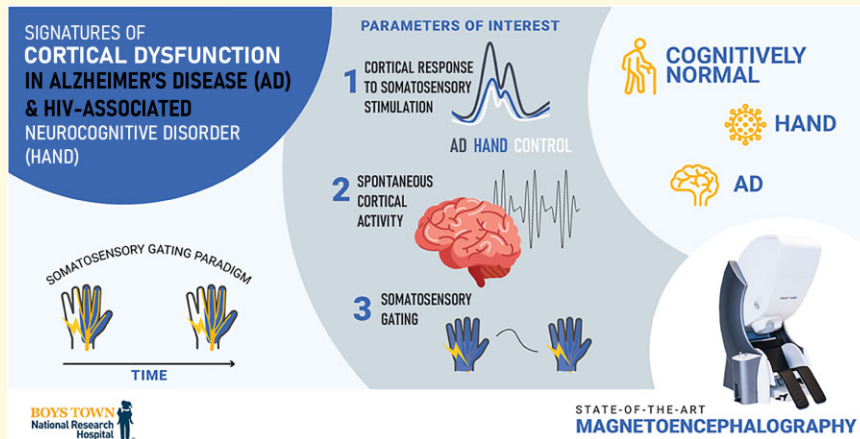 SIGNATURES OF
CORTICAL DYSFUNCTION
IN ALZHEIMER'S DISEASE (AD)
& HIV-ASSOCIATED
NEUROCOGNITIVE DISORDER
(HAND)
SOMATOSENSORY GATING PARADIGM
TIME
BOYS TOWN
National Research
Hospital
PARAMETERS OF INTEREST
1 CORTICAL RESPONSE
TO SOMATOSENSORY
STIMULATION
AD HAND CONTROL
2 SPONTANEOUS
CORTICAL
ACTIVITY
3 SOMATOSENSORY
GATING
COGNITIVELY
NORMAL
HAND
AD
STATE-OF-THE-ART
MAGNETOENCEPHALOGRAPHY